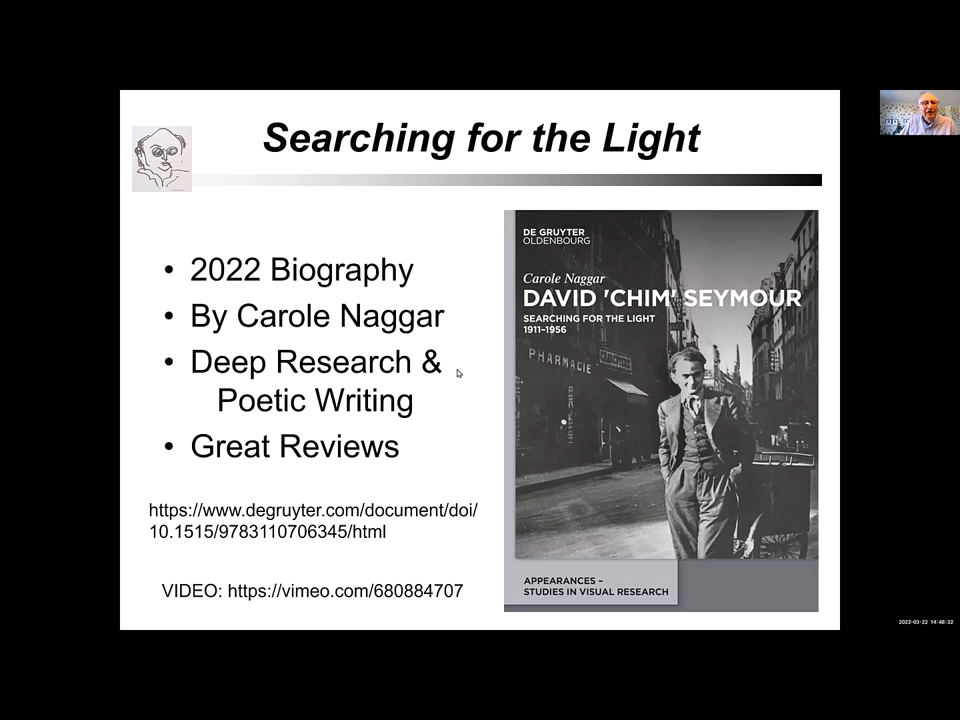 Searching for the Light
• 2022 Biography
• By Carole Naggar
• Deep Research &
Poetic Writing
• Great Reviews
https://www.degruyter.com/document/doi/
10.1515/9783110706345/html
VIDEO: https://vimeo.com/680884707
DE GRUYTER
OLDENBOURG
Carole Naggar
DAVID 'CHIM' SEYMOUR
SEARCHING FOR THE LIGHT
1911–1956
PHARMACIE
APPEARANCES –
STUDIES IN VISUAL RESEARCH
2023-03-22 14:48:32